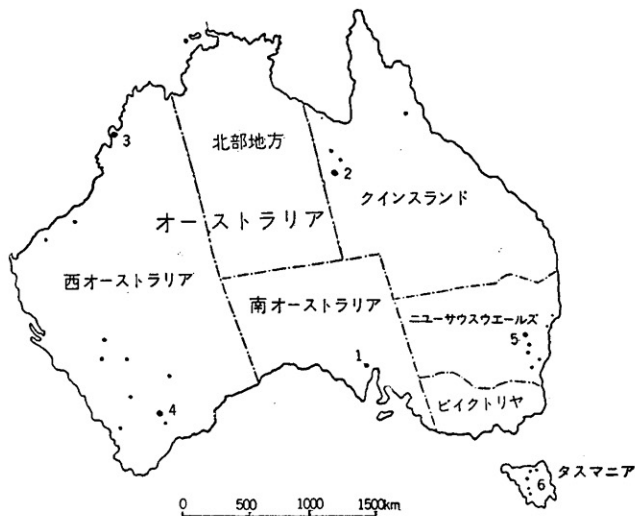 北部地方
3
2
クインスランド
オーストラリア
西オーストラリア
南オーストラリア
ニューサウスウエールズ
5
1
4
ビイクトリヤ
タスマニア
6
0 500 1000 1500km